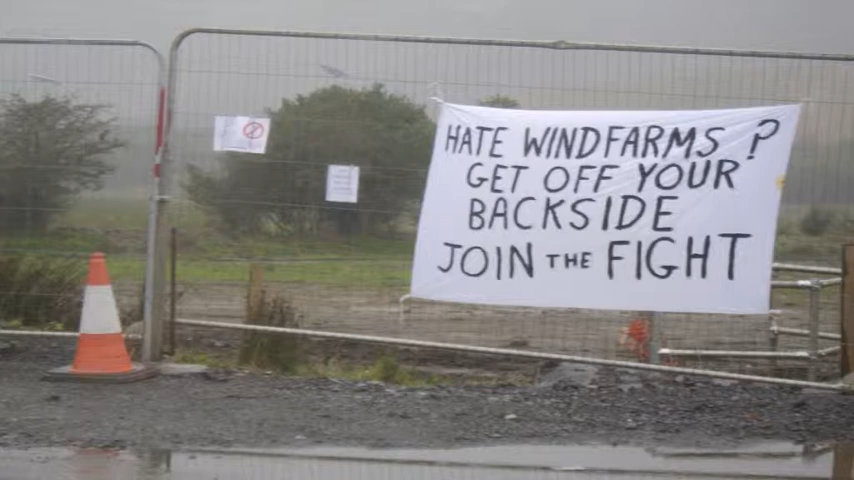 HATE WINDFARMS ?
GET OFF YOUR
BACKSIDE
JOIN THE FIGHT